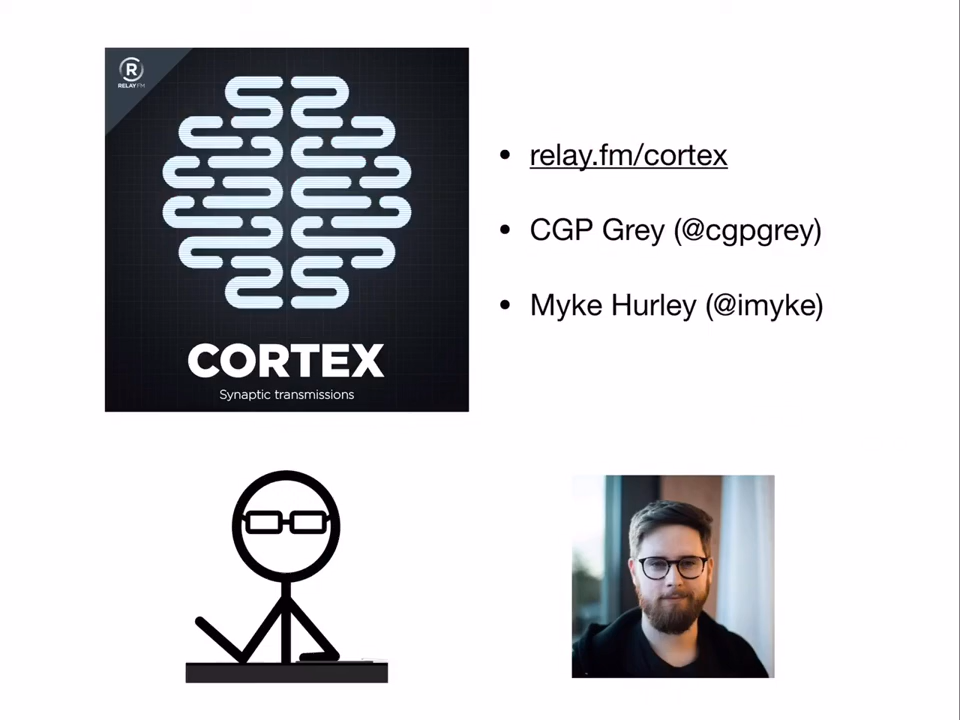 R
RELAY FM
CORTEX
Synaptic transmissions
• relay.fm/cortex
• CGP Grey (@cgpgrey)
• Myke Hurley (@imyke)